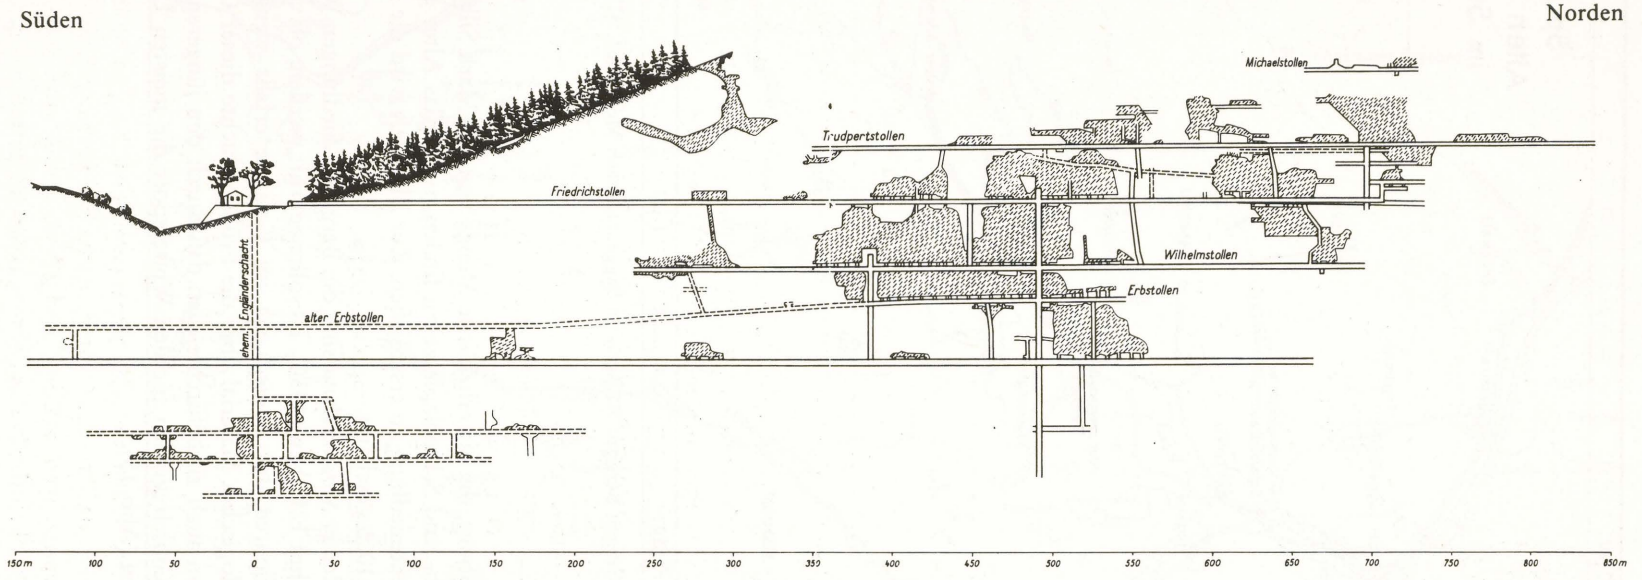 Süden
Norden
Michaelstollen
Trudpertstollen
Friedrichstollen
ehem. Engländerschacht
Wilhelmstollen
Erbstollen
alter Erbstollen
150 m 100 50 0 50 100 150 200 250 300 350 400 450 500 550 600 650 700 750 800 850 m